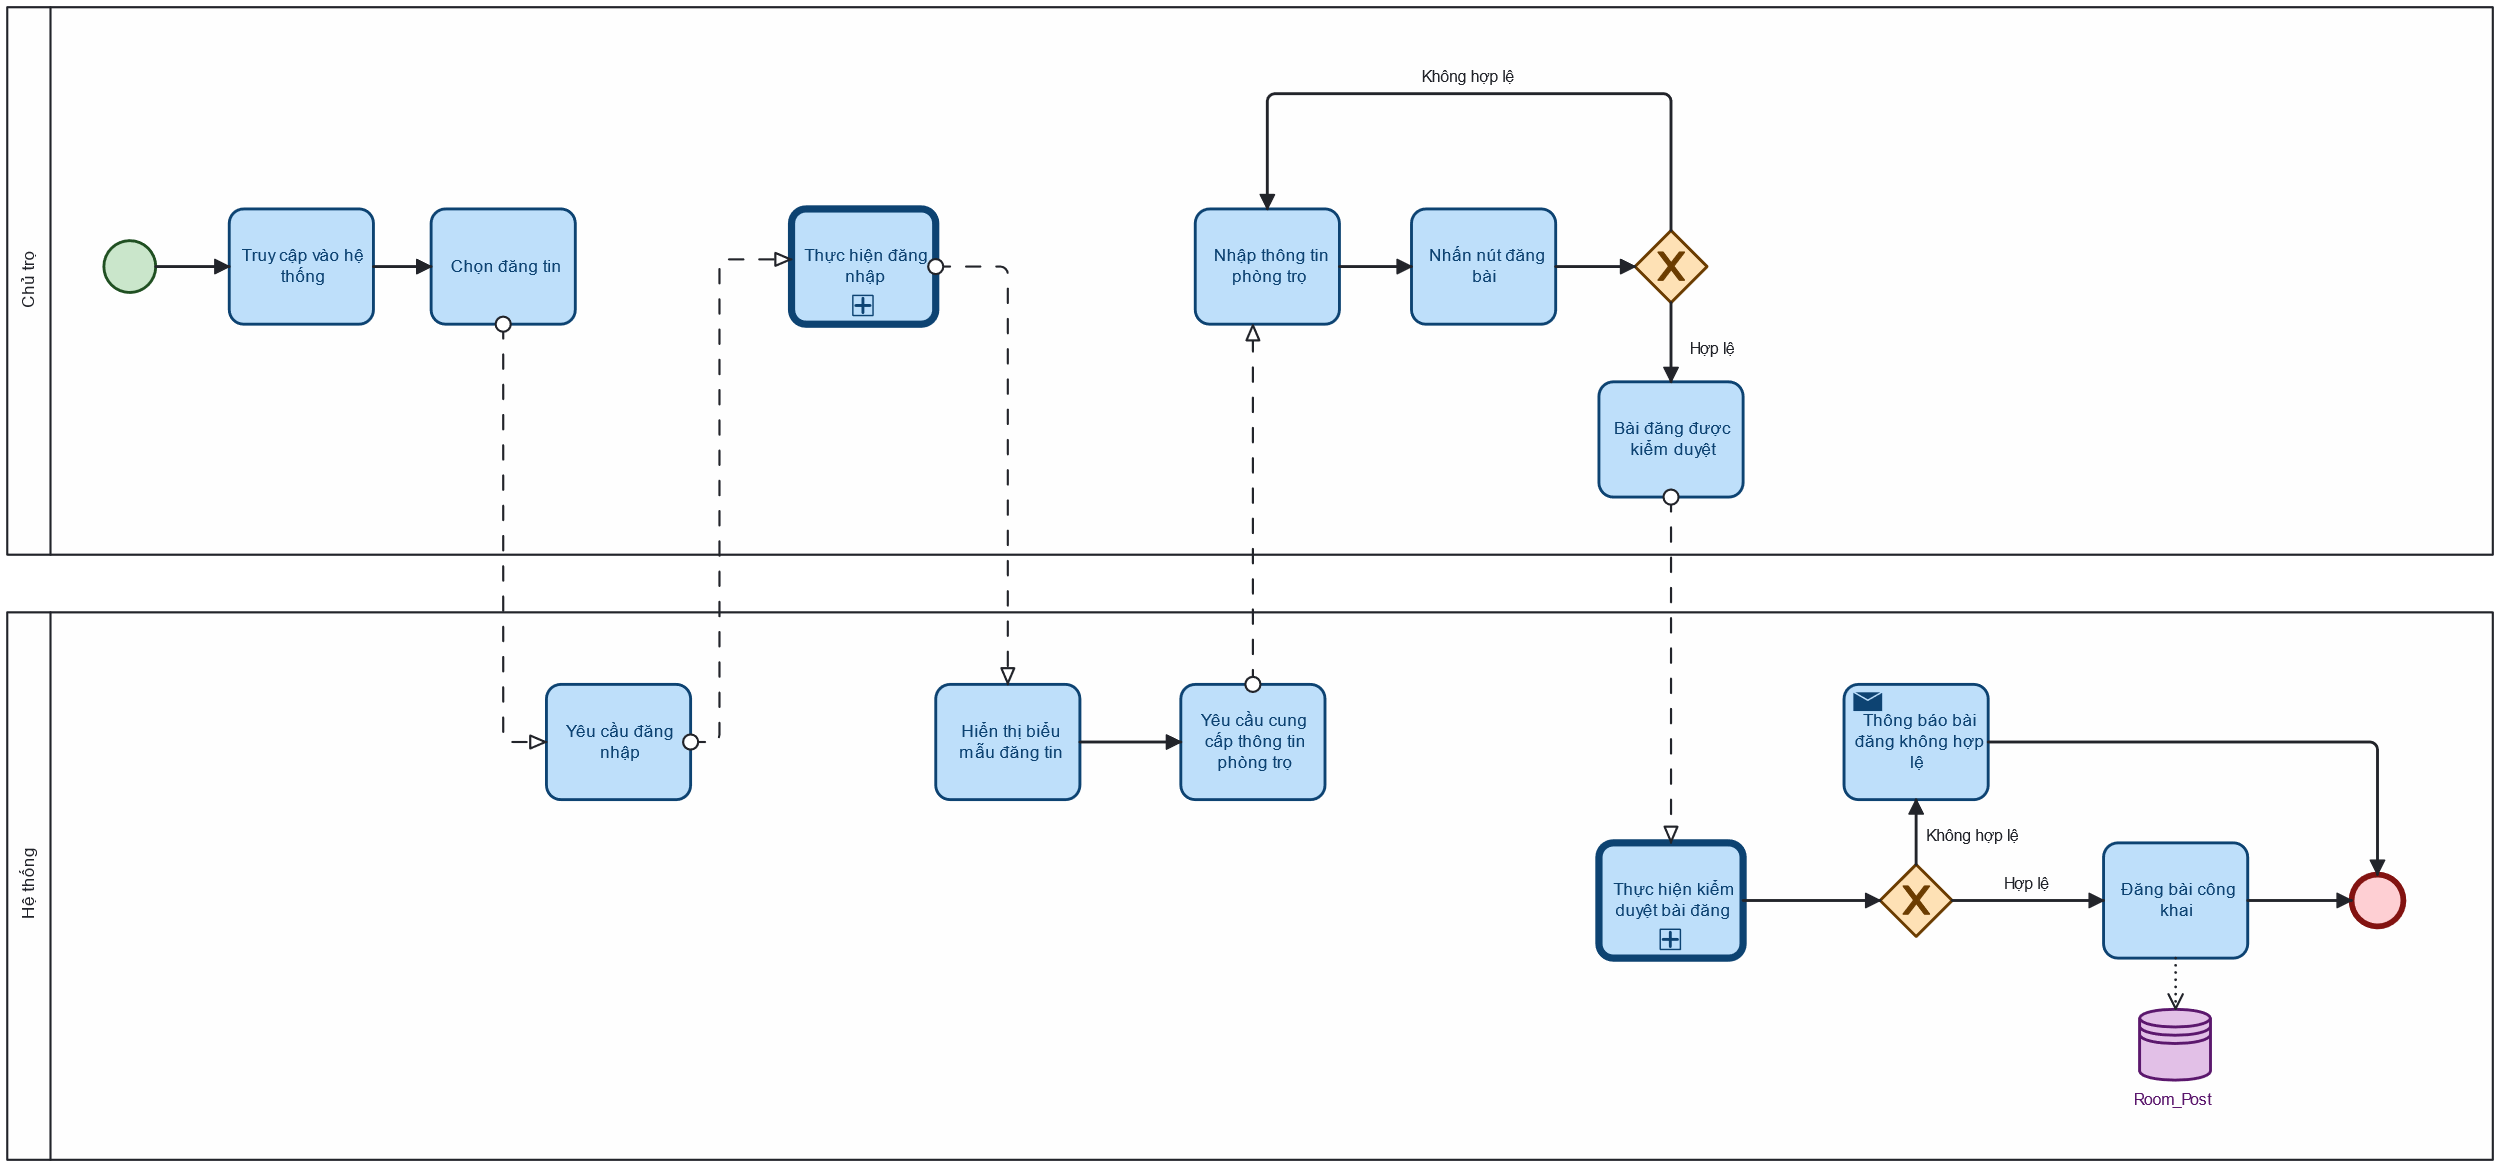 Chủ trọ
Không hợp lệ
Truy cập vào hệ
thống
Chọn đăng tin
Thực hiện đăng
nhập
Nhập thông tin
phòng trọ
Nhấn nút đăng
bài
Hợp lệ
Bài đăng được
kiểm duyệt
Hệ thống
Yêu cầu đăng
nhập
Hiển thị biểu
mẫu đăng tin
Yêu cầu cung
cấp thông tin
phòng trọ
Thông báo bài
đăng không hợp
lệ
Không hợp lệ
Thực hiện kiểm
duyệt bài đăng
Hợp lệ
Đăng bài công
khai
Room_Post